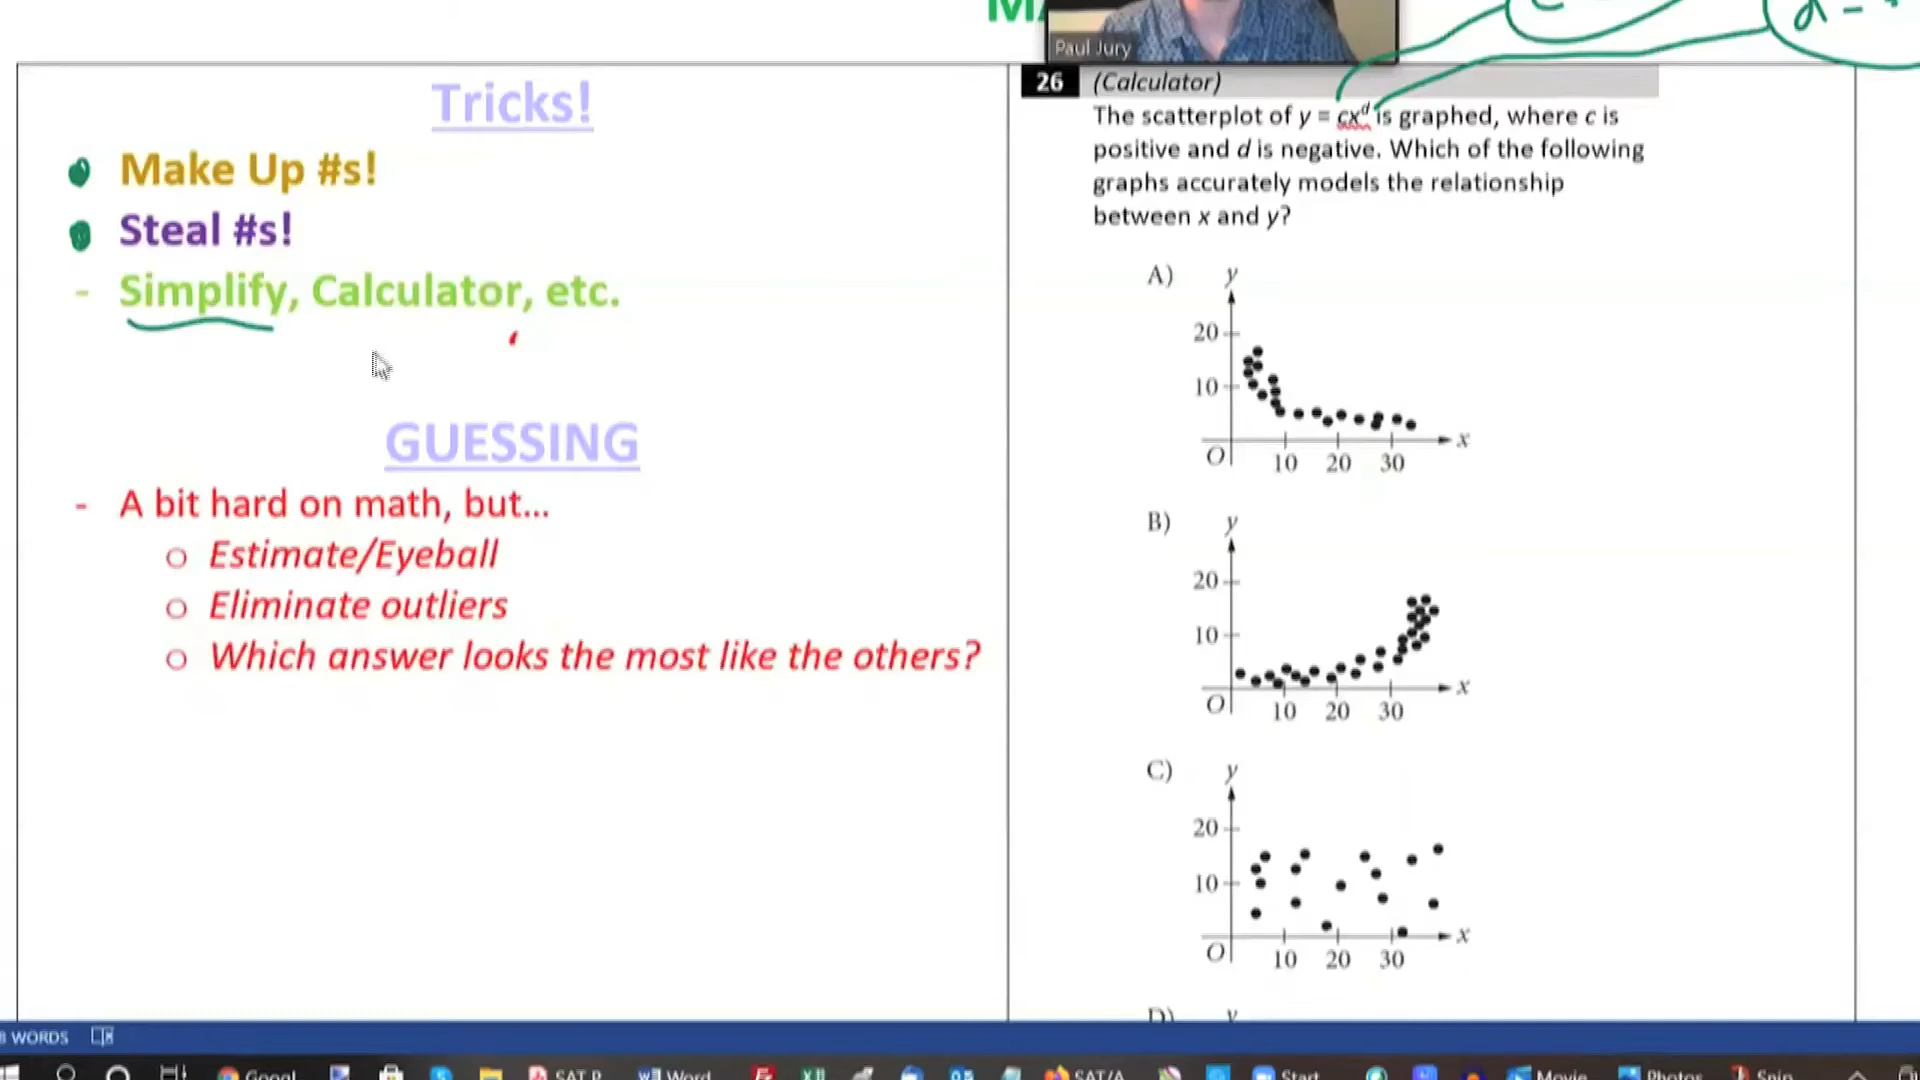 Paul Jury
Tricks!
Make Up #s!
Steal #s!
- Simplify, Calculator, etc.
GUESSING
- A bit hard on math, but...
o Estimate/Eyeball
o Eliminate outliers
o Which answer looks the most like the others?
26 (Calculator)
The scatterplot of y = cx^d is graphed, where c is
positive and d is negative. Which of the following
graphs accurately models the relationship
between x and y?
A) y
20
10
O 10 20 30 x
B) y
20
10
O 10 20 30 x
C) y
20
10
O 10 20 30 x
D) y
WORDS
Word
Start
Movie
Photos